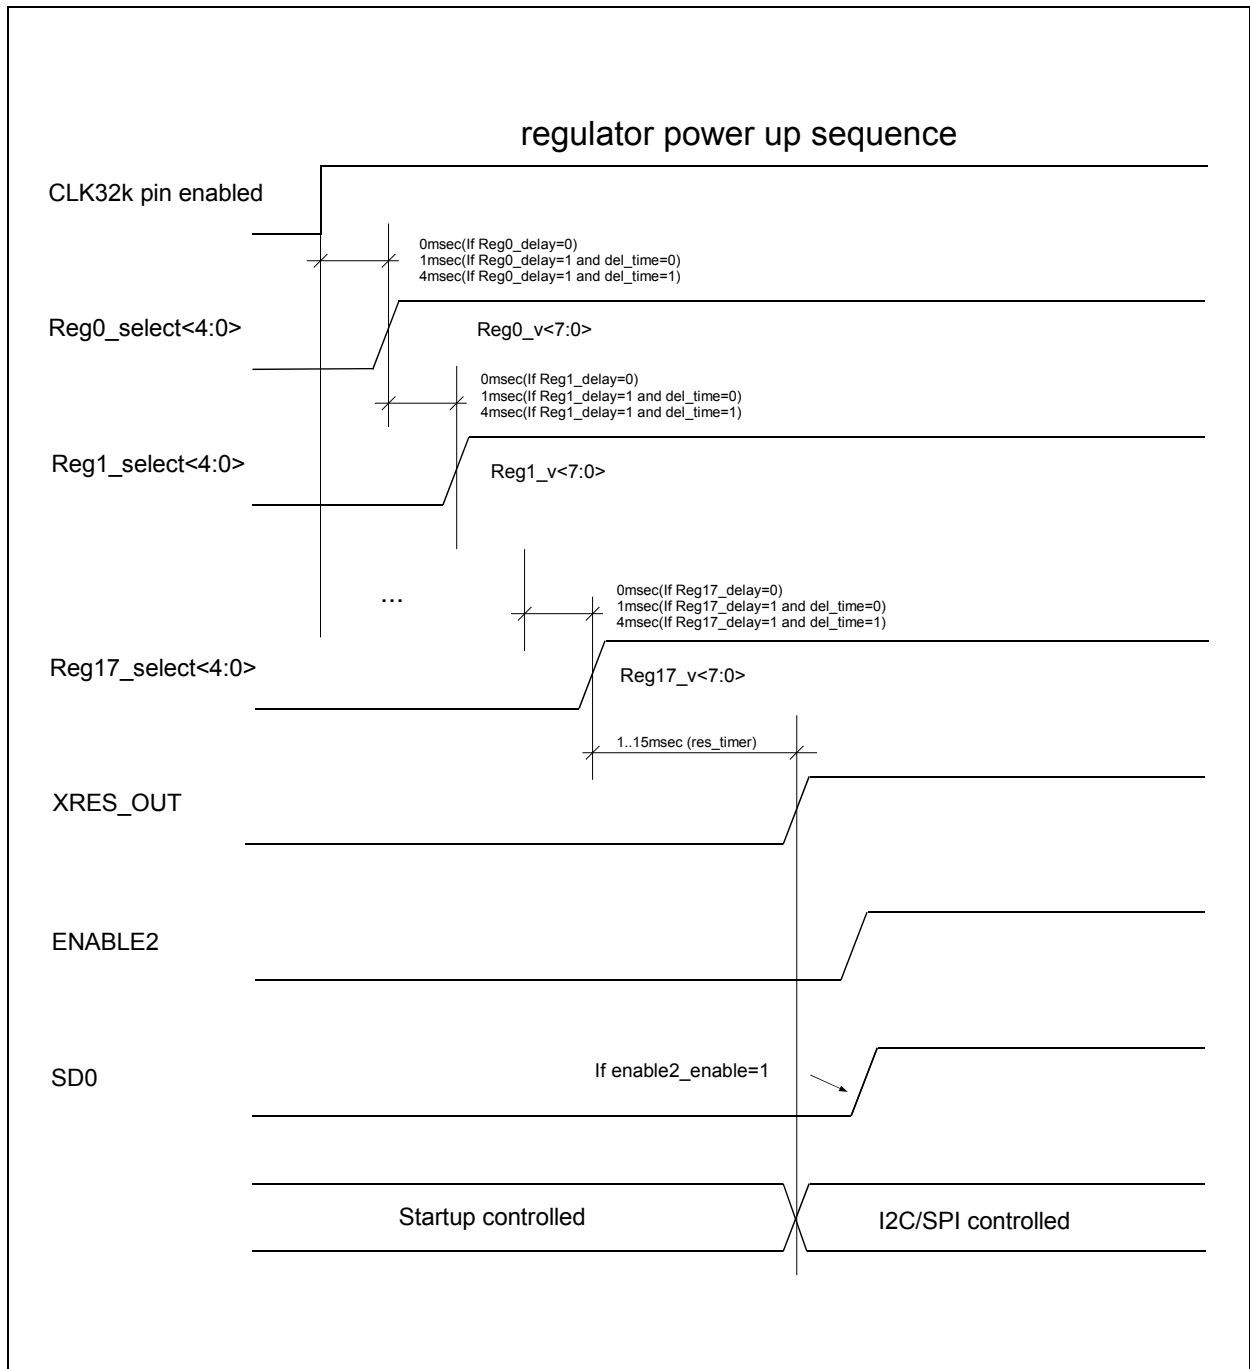 regulator power up sequence
CLK32k pin enabled
0msec(If Reg0_delay=0)
1msec(If Reg0_delay=1 and del_time=0)
4msec(If Reg0_delay=1 and del_time=1)
Reg0_select<4:0>
Reg0_v<7:0>
0msec(If Reg1_delay=0)
1msec(If Reg1_delay=1 and del_time=0)
4msec(If Reg1_delay=1 and del_time=1)
Reg1_select<4:0>
Reg1_v<7:0>
...
0msec(If Reg17_delay=0)
1msec(If Reg17_delay=1 and del_time=0)
4msec(If Reg17_delay=1 and del_time=1)
Reg17_select<4:0>
Reg17_v<7:0>
1..15msec (res_timer)
XRES_OUT
ENABLE2
SD0
If enable2_enable=1
Startup controlled
I2C/SPI controlled